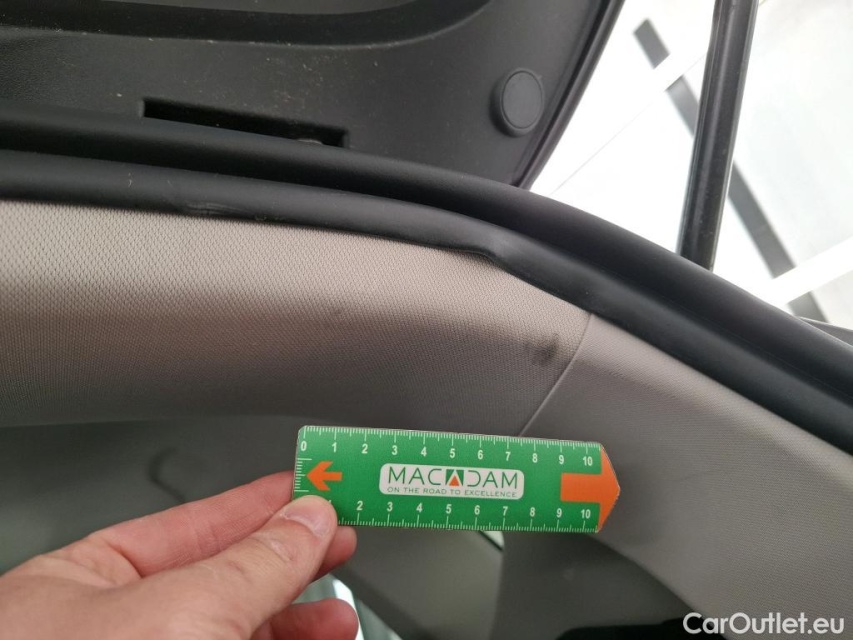 0 1 2 3 4 5 6 7 8 9 10
MACADAM
ON THE ROAD TO EXCELLENCE
2 3 4 5 6 7 8 9 10
CarOutlet.eu